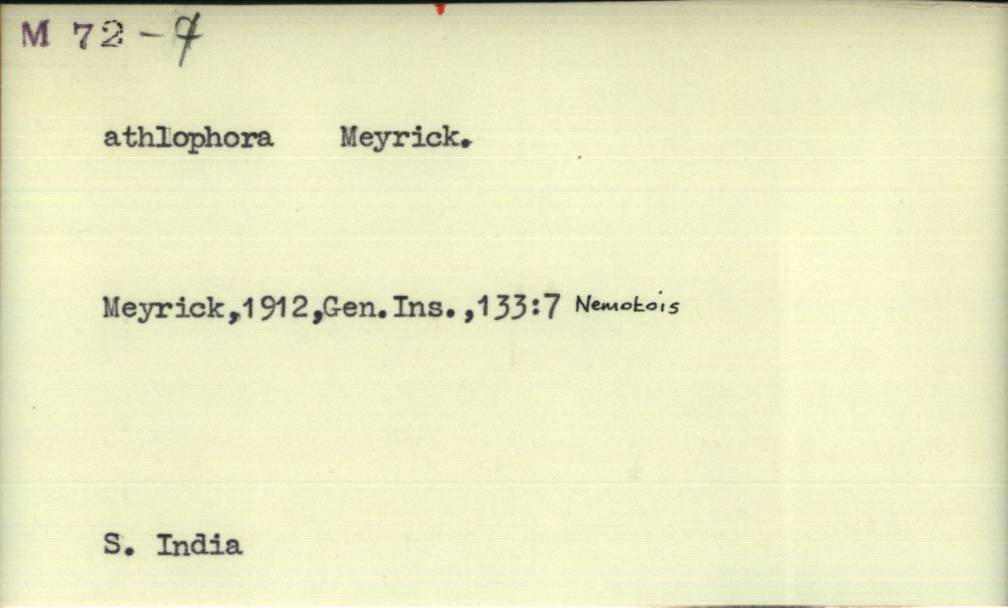 M 72 - 7
athlophora Meyrick.
Meyrick,1912,Gen.Ins.,133:7 Nemotois
S. India